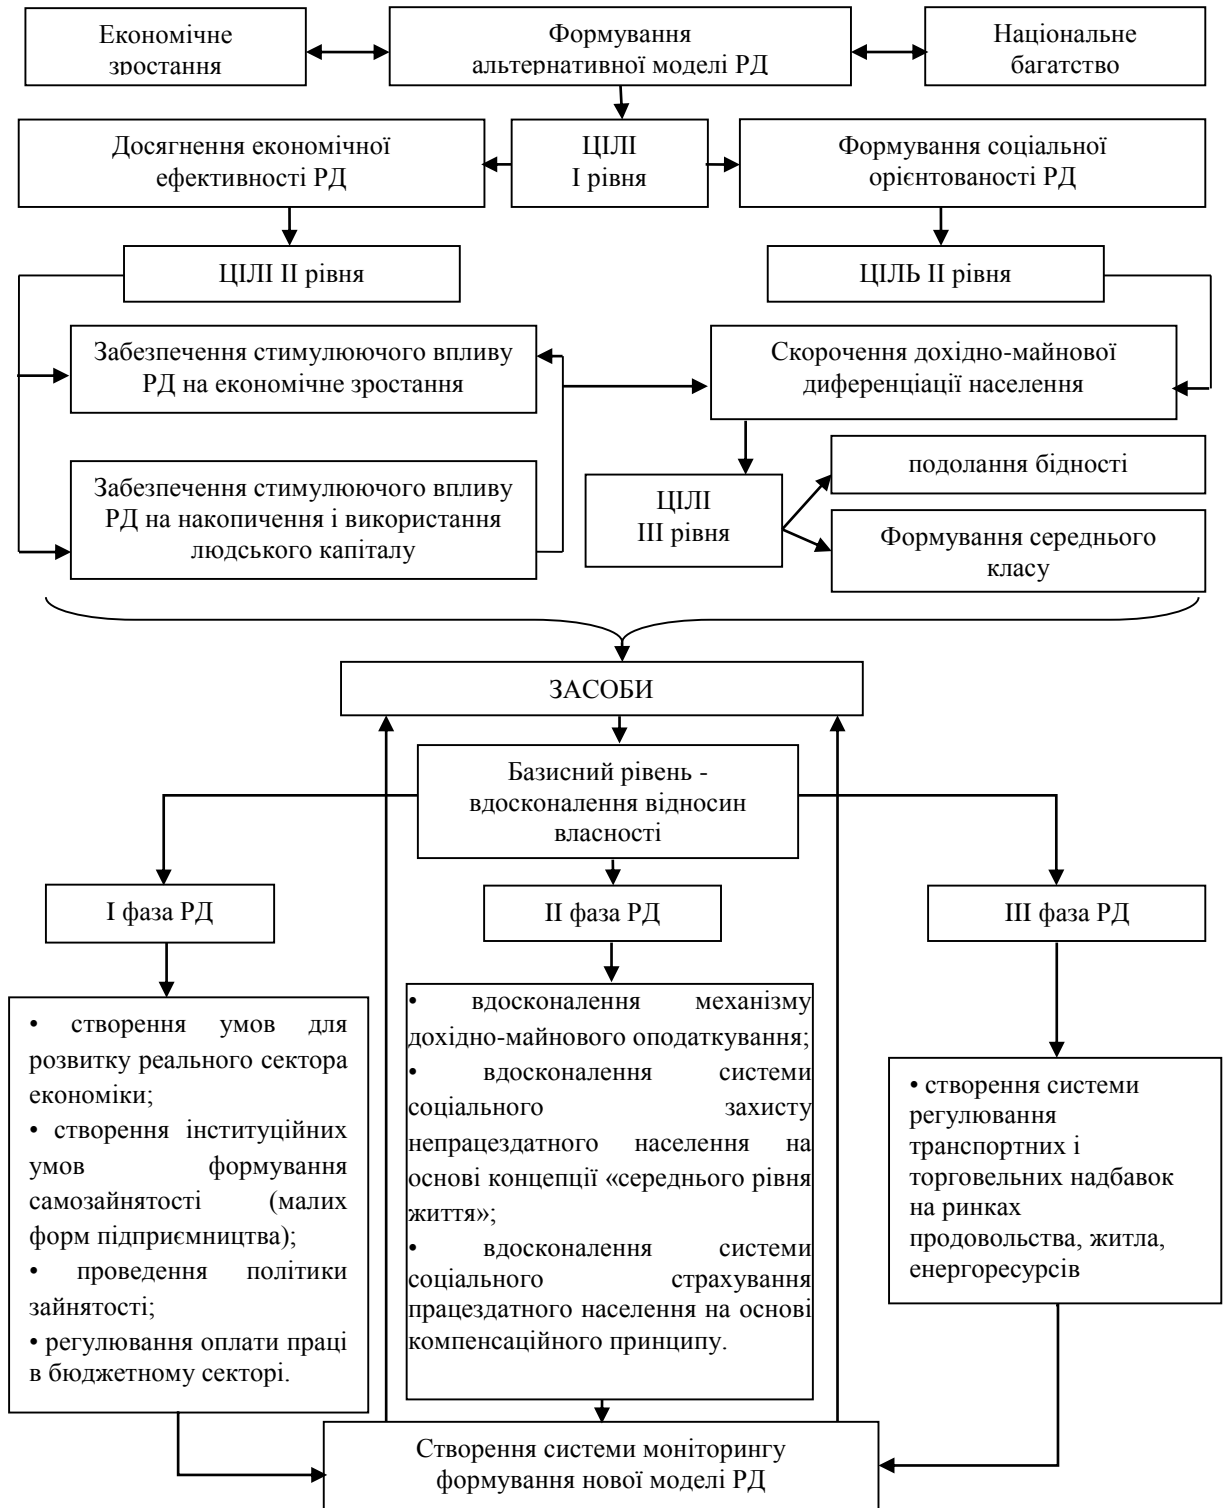 Економічне
зростання
Формування
альтернативної моделі РД
Національне
багатство
Досягнення економічної
ефективності РД
ЦІЛІ
І рівня
Формування соціальної
орієнтованості РД
ЦІЛІ ІІ рівня
ЦІЛЬ ІІ рівня
Забезпечення стимулюючого впливу
РД на економічне зростання
Скорочення дохідно-майнової
диференціації населення
Забезпечення стимулюючого впливу
РД на накопичення і використання
людського капіталу
ЦІЛІ
ІІІ рівня
подолання бідності
Формування середнього
класу
ЗАСОБИ
Базисний рівень -
вдосконалення відносин
власності
І фаза РД
ІІ фаза РД
ІІІ фаза РД
• створення умов для
розвитку реального сектора
економіки;
• створення інституційних
умов формування
самозайнятості (малих
форм підприємництва);
• проведення політики
зайнятості;
• регулювання оплати праці
в бюджетному секторі.
• вдосконалення механізму
дохідно-майнового оподаткування;
• вдосконалення системи
соціального захисту
непрацездатного населення на
основі концепції «середнього рівня
життя»;
• вдосконалення системи
соціального страхування
працездатного населення на основі
компенсаційного принципу.
• створення системи
регулювання
транспортних і
торговельних надбавок
на ринках
продовольства, житла,
енергоресурсів
Створення системи моніторингу
формування нової моделі РД